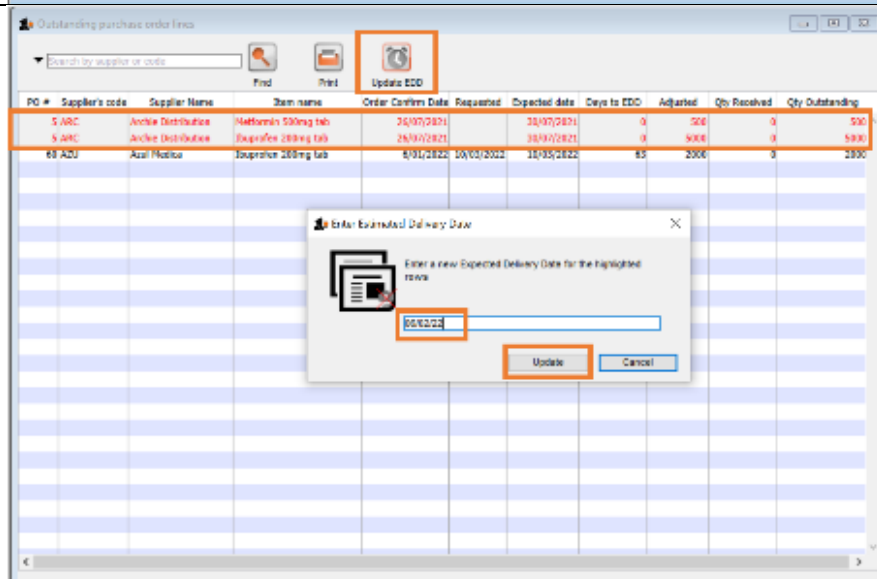 Outstanding purchase order lines
Search by supplier or code
Find Print Update EDD
PO # Supplier's code Supplier Name Item name Order Confirm Date Requested Expected date Days to EDD Adjusted Qty Received Qty Outstanding
5 ARC Archie Distribution Metformin 500mg tab 26/07/2021 30/07/2021 0 500 0 500
5 ARC Archie Distribution Ibuprofen 200mg tab 26/07/2021 30/07/2021 0 5000 0 5000
68 AZU Medica Ibuprofen 200mg tab 6/01/2022 10/03/2022 10/03/2022 63 2000 0 2000
Enter Estimated Delivery Date
Enter a new Expected Delivery Date for the highlighted
rows
Update Cancel